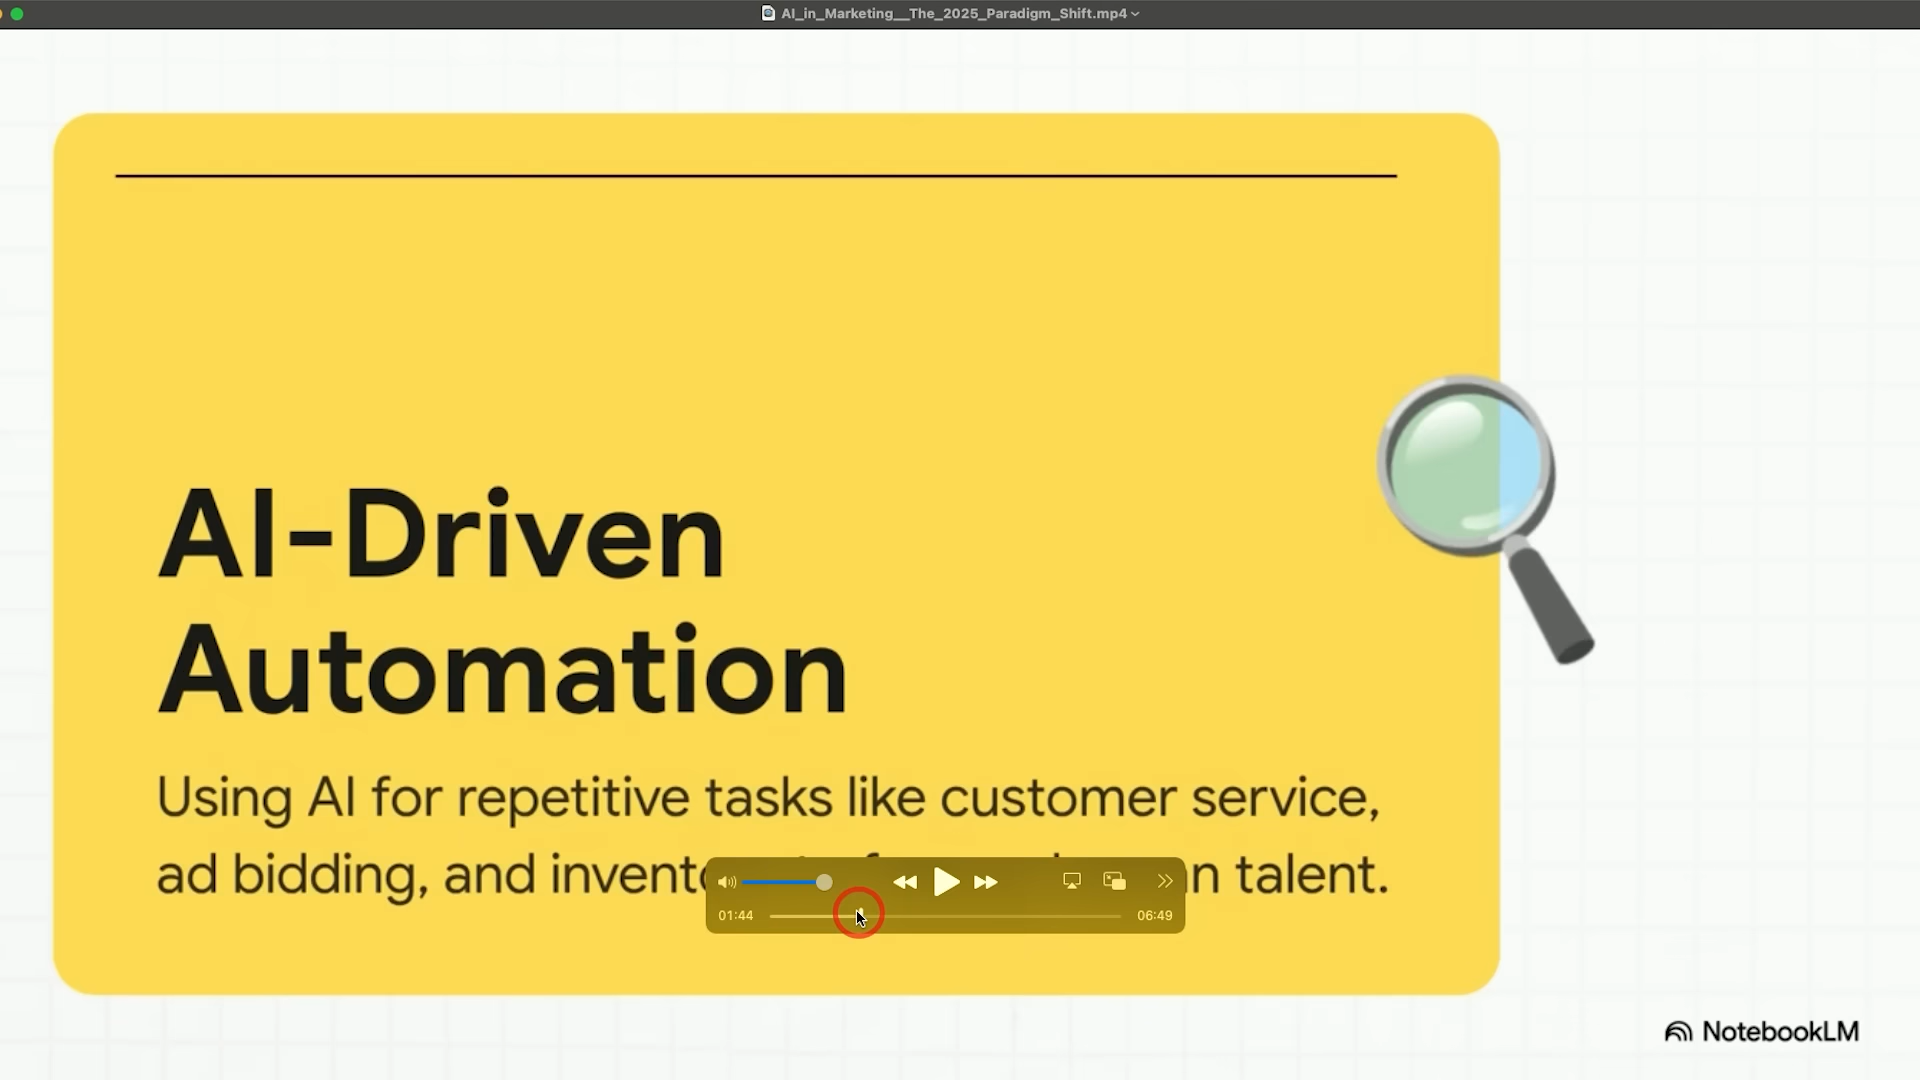 AI_in_Marketing__The_2025_Paradigm_Shift.mp4
AI-Driven
Automation
Using AI for repetitive tasks like customer service,
ad bidding, and talent.
01:44
06:49
NotebookLM